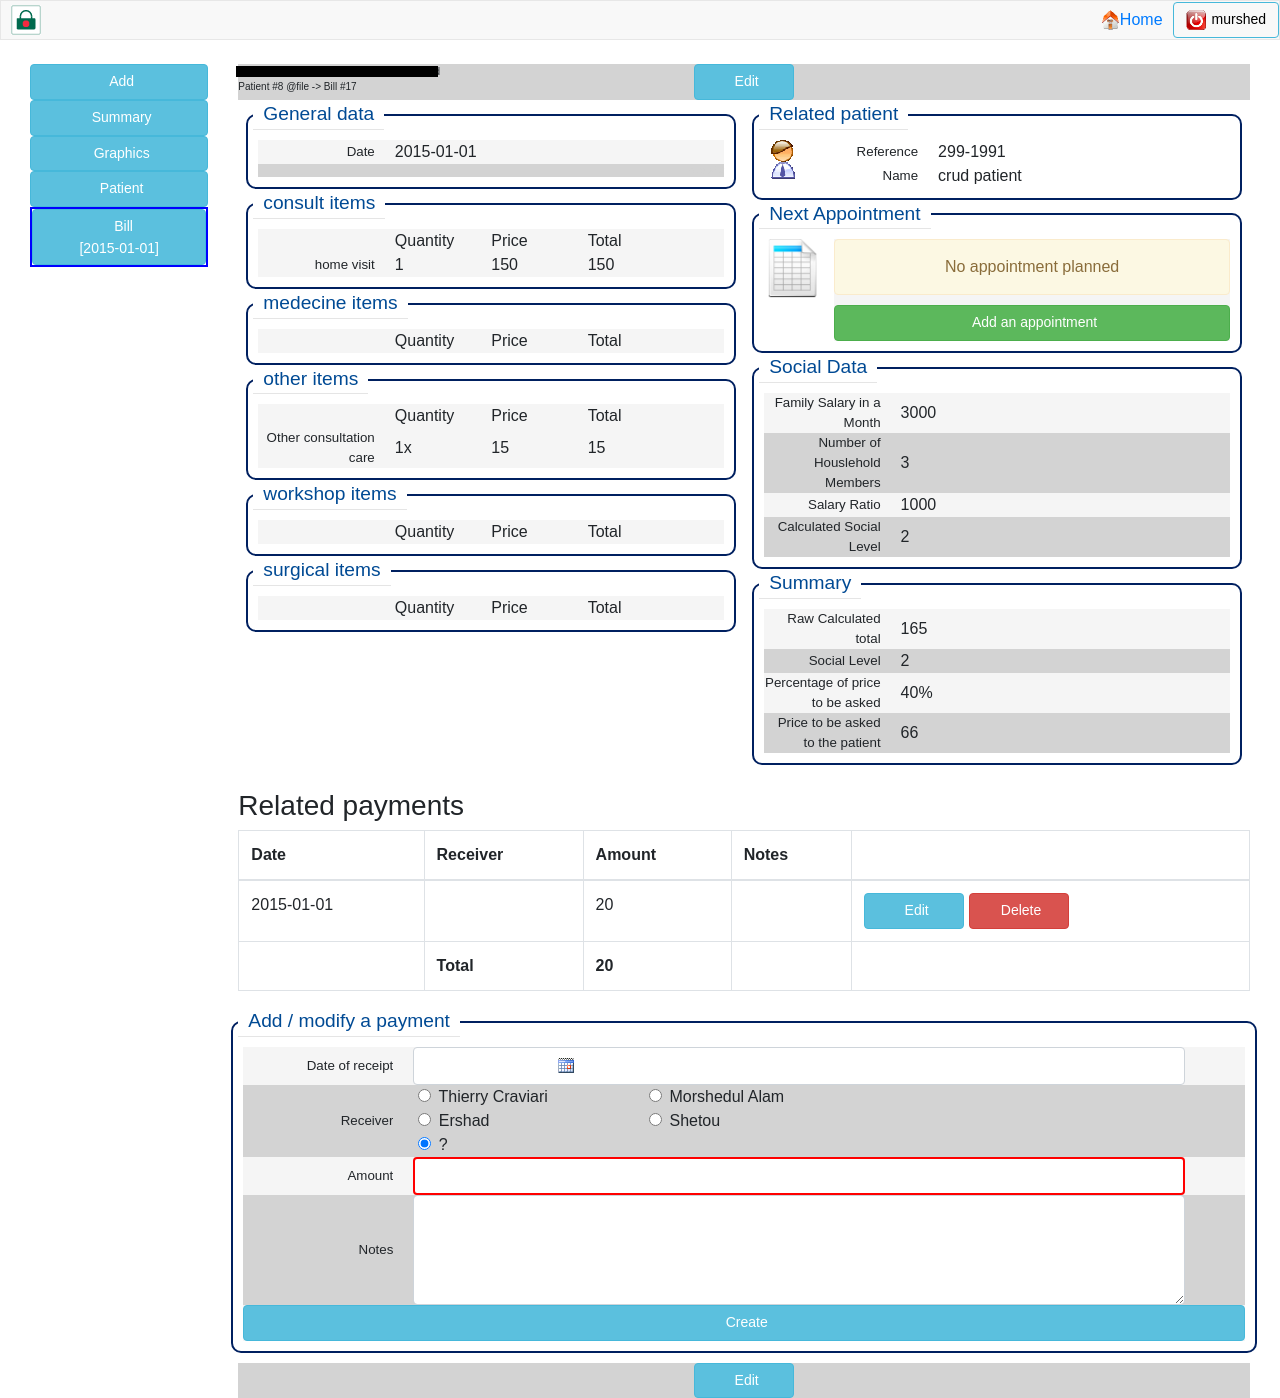 Home
murshed
Add
Summary
Graphics
Patient
Bill
[2015-01-01]
Patient #8 @file -> Bill #17
Edit
General data
Date 2015-01-01
consult items
Quantity Price Total
home visit 1 150 150
medecine items
Quantity Price Total
other items
Quantity Price Total
Other consultation
care
1x 15 15
workshop items
Quantity Price Total
surgical items
Quantity Price Total
Related patient
Reference 299-1991
Name crud patient
Next Appointment
No appointment planned
Add an appointment
Social Data
Family Salary in a
Month
3000
Number of
Houslehold
Members
3
Salary Ratio 1000
Calculated Social
Level
2
Summary
Raw Calculated
total
165
Social Level 2
Percentage of price
to be asked
40%
Price to be asked
to the patient
66
Related payments
Date Receiver Amount Notes
2015-01-01 20 Edit Delete
Total 20
Add / modify a payment
Date of receipt
Receiver
Thierry Craviari Morshedul Alam
Ershad Shetou
?
Amount
Notes
Create
Edit